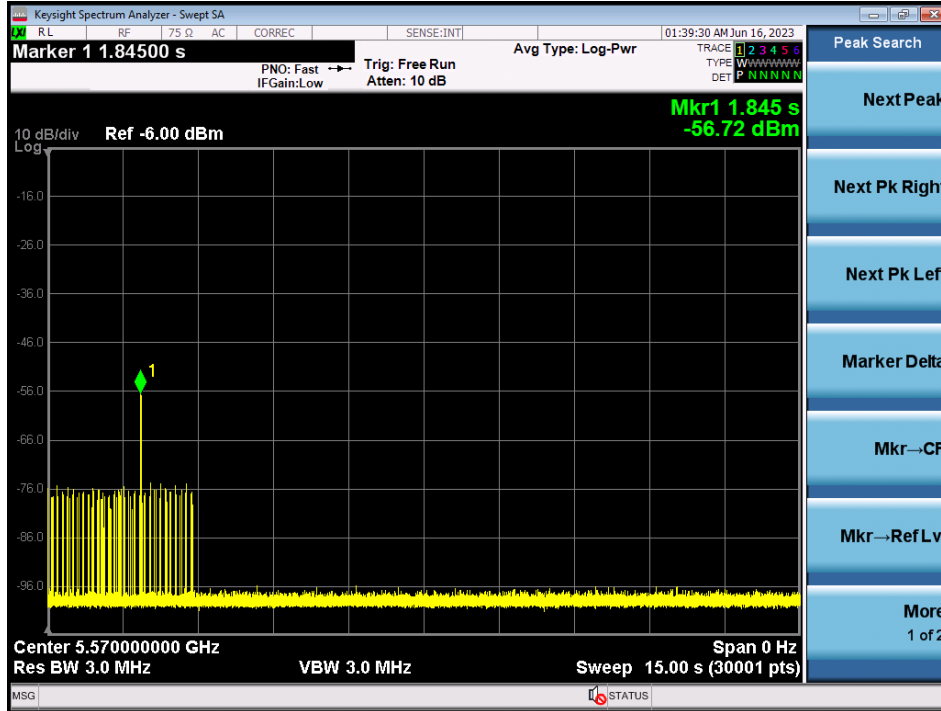 Keysight Spectrum Analyzer - Swept SA
LXI RL RF 75 Ω AC CORREC SENSE:INT 01:39:30 AM Jun 16, 2023
Marker 1 1.84500 s
PNO: Fast
IFGain:Low
Trig: Free Run
Atten: 10 dB
Avg Type: Log-Pwr
TRACE 1 2 3 4 5 6
TYPE WWWWWW
DET P N N N N N
Mkr1 1.845 s
-56.72 dBm
10 dB/div Ref -6.00 dBm
Log
-16.0
-26.0
-36.0
-46.0
-56.0
-66.0
-76.0
-86.0
-96.0
1
Center 5.570000000 GHz Span 0 Hz
Res BW 3.0 MHz VBW 3.0 MHz Sweep 15.00 s (30001 pts)
MSG STATUS
Peak Search
Next Peak
Next Pk Right
Next Pk Lef
Marker Delta
Mkr→CF
Mkr→Ref Lv
More
1 of 2